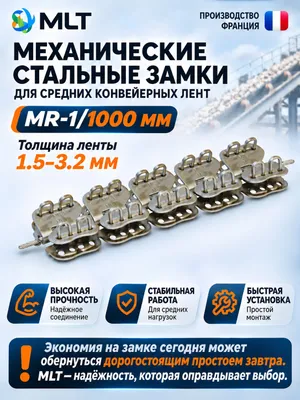 MLT
ПРОИЗВОДСТВО
ФРАНЦИЯ
МЕХАНИЧЕСКИЕ
СТАЛЬНЫЕ ЗАМКИ
ДЛЯ СРЕДНИХ КОНВЕЙЕРНЫХ ЛЕНТ
MR-1/1000 мм
Толщина ленты
1.5–3.2 мм
ВЫСОКАЯ
ПРОЧНОСТЬ
Надёжное
соединение
СТАБИЛЬНАЯ
РАБОТА
Для средних
нагрузок
БЫСТРАЯ
УСТАНОВКА
Простой
монтаж
! Экономия на замке сегодня может
обернуться дорогостоящим простоем завтра.
MLT – надёжность, которая оправдывает выбор.